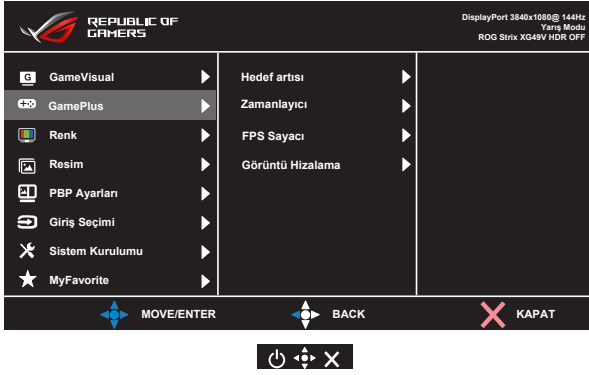 REPUBLIC OF
GAMERS
DisplayPort 3840x1080@ 144Hz
Yarış Modu
ROG Strix XG49V HDR OFF
G GameVisual
GamePlus
Renk
Resim
PBP Ayarları
Giriş Seçimi
Sistem Kurulumu
MyFavorite
Hedef artısı
Zamanlayıcı
FPS Sayacı
Görüntü Hizalama
MOVE/ENTER
BACK
KAPAT